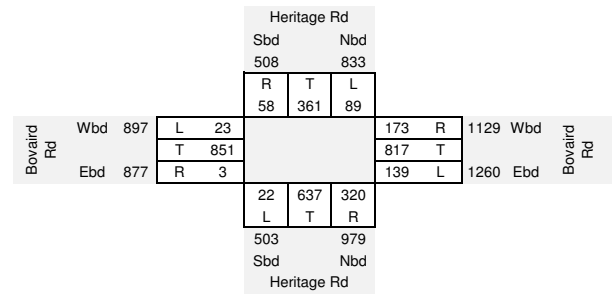 Heritage Rd
Sbd Nbd
508 833
R T L
58 361 89
Bovaird Rd Wbd 897 L 23 173 R 1129 Wbd Bovaird Rd
T 851 817 T
Ebd 877 R 3 139 L 1260 Ebd
22 637 320
L T R
503 979
Sbd Nbd
Heritage Rd